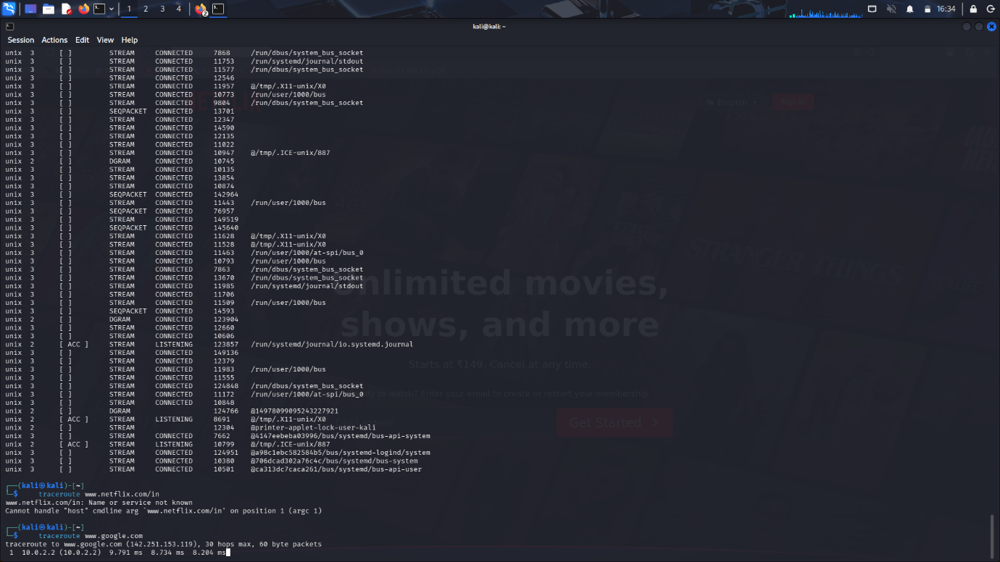 1 2 3 4 2 16:34
kali@kali: ~
Session Actions Edit View Help
unix 3 [ ] STREAM CONNECTED 7868 /run/dbus/system_bus_socket
unix 3 [ ] STREAM CONNECTED 11753 /run/systemd/journal/stdout
unix 3 [ ] STREAM CONNECTED 11577 /run/dbus/system_bus_socket
unix 3 [ ] STREAM CONNECTED 12546
unix 3 [ ] STREAM CONNECTED 11957 @/tmp/.X11-unix/X0
unix 3 [ ] STREAM CONNECTED 10773 /run/user/1000/bus
unix 3 [ ] STREAM CONNECTED 9804 /run/dbus/system_bus_socket
unix 3 [ ] SEQPACKET CONNECTED 13701
unix 3 [ ] STREAM CONNECTED 12347
unix 3 [ ] STREAM CONNECTED 14590
unix 3 [ ] STREAM CONNECTED 12135
unix 3 [ ] STREAM CONNECTED 11022
unix 3 [ ] STREAM CONNECTED 10947 @/tmp/.ICE-unix/887
unix 2 [ ] DGRAM CONNECTED 10745
unix 3 [ ] STREAM CONNECTED 10135
unix 3 [ ] STREAM CONNECTED 13854
unix 3 [ ] STREAM CONNECTED 10874
unix 3 [ ] SEQPACKET CONNECTED 142964
unix 3 [ ] STREAM CONNECTED 11443 /run/user/1000/bus
unix 3 [ ] SEQPACKET CONNECTED 76957
unix 3 [ ] STREAM CONNECTED 149519
unix 3 [ ] SEQPACKET CONNECTED 145640
unix 3 [ ] STREAM CONNECTED 11628 @/tmp/.X11-unix/X0
unix 3 [ ] STREAM CONNECTED 11528 @/tmp/.X11-unix/X0
unix 3 [ ] STREAM CONNECTED 11463 /run/user/1000/at-spi/bus_0
unix 3 [ ] STREAM CONNECTED 10793 /run/user/1000/bus
unix 3 [ ] STREAM CONNECTED 7863 /run/dbus/system_bus_socket
unix 3 [ ] STREAM CONNECTED 13670 /run/dbus/system_bus_socket
unix 3 [ ] STREAM CONNECTED 11985 /run/systemd/journal/stdout
unix 3 [ ] STREAM CONNECTED 11706
unix 3 [ ] STREAM CONNECTED 11509 /run/user/1000/bus
unix 3 [ ] SEQPACKET CONNECTED 14593
unix 2 [ ] DGRAM CONNECTED 123904
unix 3 [ ] STREAM CONNECTED 12660
unix 3 [ ] STREAM CONNECTED 10606
unix 2 [ ACC ] STREAM LISTENING 123857 /run/systemd/journal/io.systemd.journal
unix 3 [ ] STREAM CONNECTED 149136
unix 3 [ ] STREAM CONNECTED 12379
unix 3 [ ] STREAM CONNECTED 11983 /run/user/1000/bus
unix 3 [ ] STREAM CONNECTED 11555
unix 3 [ ] STREAM CONNECTED 124848 /run/dbus/system_bus_socket
unix 3 [ ] STREAM CONNECTED 11172 /run/user/1000/at-spi/bus_0
unix 3 [ ] STREAM CONNECTED 10848
unix 2 [ ] DGRAM 124766 @14978099095243227921
unix 2 [ ACC ] STREAM LISTENING 8691 @/tmp/.X11-unix/X0
unix 2 [ ] STREAM 12304 @printer-applet-lock-user-kali
unix 3 [ ] STREAM CONNECTED 7662 @4147eebeba03996/bus/systemd/bus-api-system
unix 2 [ ACC ] STREAM LISTENING 10799 @/tmp/.ICE-unix/887
unix 3 [ ] STREAM CONNECTED 124951 @a98c1ebc582584b5/bus/systemd-logind/system
unix 3 [ ] STREAM CONNECTED 10380 @706dcad302a76c4c/bus/systemd/bus-system
unix 3 [ ] STREAM CONNECTED 10501 @ca313dc7caca261/bus/systemd/bus-api-user
┌──(kali㉿kali)-[~]
└─$ traceroute www.netflix.com/in
www.netflix.com/in: Name or service not known
Cannot handle "host" cmdline arg `www.netflix.com/in' on position 1 (argc 1)
┌──(kali㉿kali)-[~]
└─$ traceroute www.google.com
traceroute to www.google.com (142.251.153.119), 30 hops max, 60 byte packets
1 10.0.2.2 (10.0.2.2) 9.791 ms 8.734 ms 8.204 ms
English
Sign In
STRANGER THINGS
Unlimited movies,
shows, and more
Starts at ₹149. Cancel at any time.
to watch? Enter your email to create or restart your membership.
Get Started